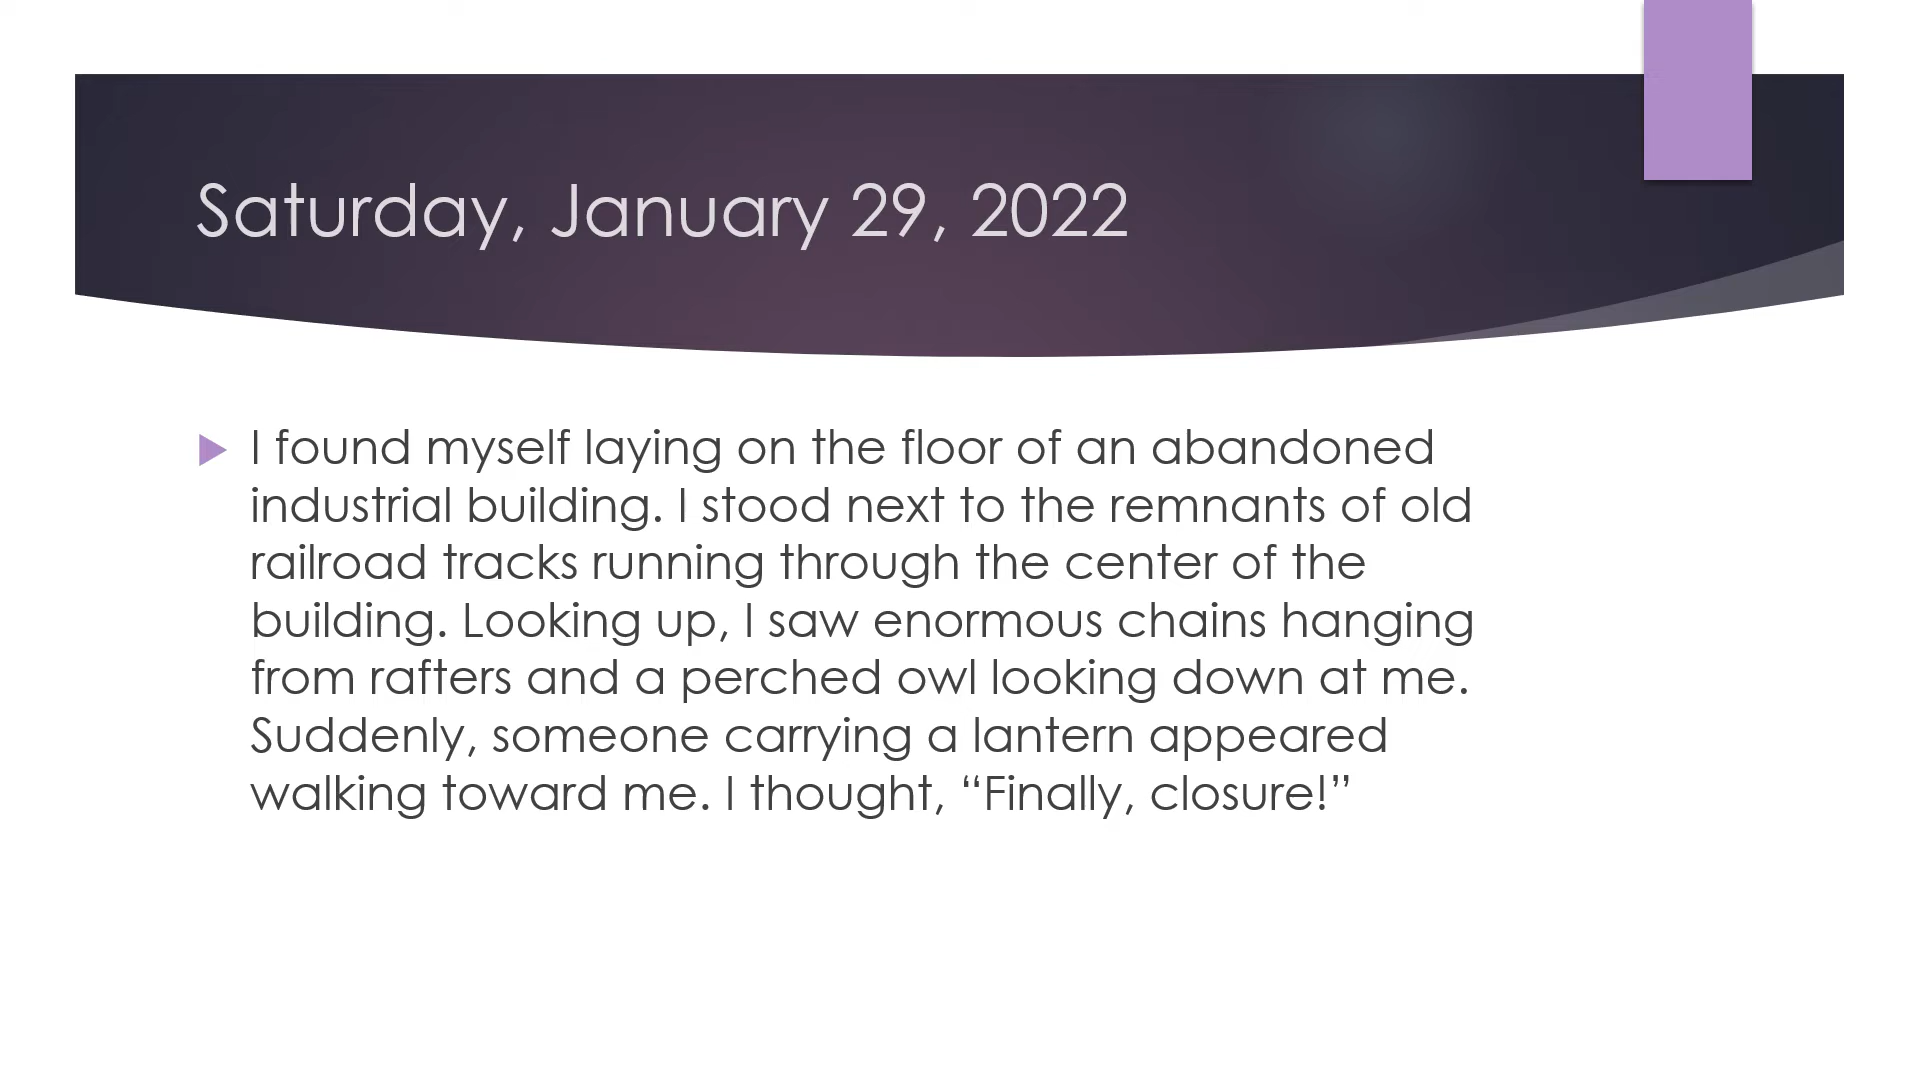 Saturday, January 29, 2022
I found myself laying on the floor of an abandoned
industrial building. I stood next to the remnants of old
railroad tracks running through the center of the
building. Looking up, I saw enormous chains hanging
from rafters and a perched owl looking down at me.
Suddenly, someone carrying a lantern appeared
walking toward me. I thought, “Finally, closure!”